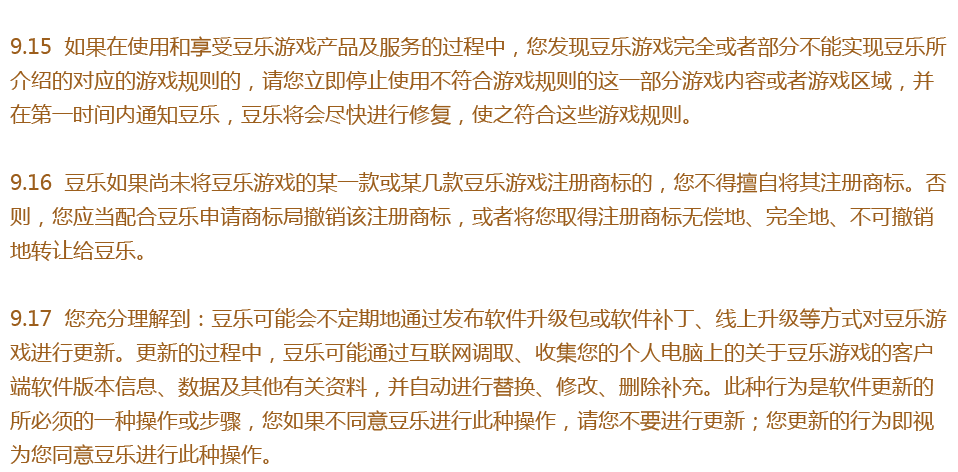 9.15 如果在使用和享受豆乐游戏产品及服务的过程中，您发现豆乐游戏完全或者部分不能实现豆乐所
介绍的对应的游戏规则的，请您立即停止使用不符合游戏规则的这一部分游戏内容或者游戏区域，并
在第一时间内通知豆乐，豆乐将会尽快进行修复，使之符合这些游戏规则。
9.16 豆乐如果尚未将豆乐游戏的某一款或某几款豆乐游戏注册商标的，您不得擅自将其注册商标。否
则，您应当配合豆乐申请商标局撤销该注册商标，或者将您取得注册商标无偿地、完全地、不可撤销
地转让给豆乐。
9.17 您充分理解到：豆乐可能会不定期地通过发布软件升级包或软件补丁、线上升级等方式对豆乐游
戏进行更新。更新的过程中，豆乐可能通过互联网调取、收集您的个人电脑上的关于豆乐游戏的客户
端软件版本信息、数据及其他有关资料，并自动进行替换、修改、删除补充。此种行为是软件更新的
所必须的一种操作或步骤，您如果不同意豆乐进行此种操作，请您不要进行更新；您更新的行为即视
为您同意豆乐进行此种操作。